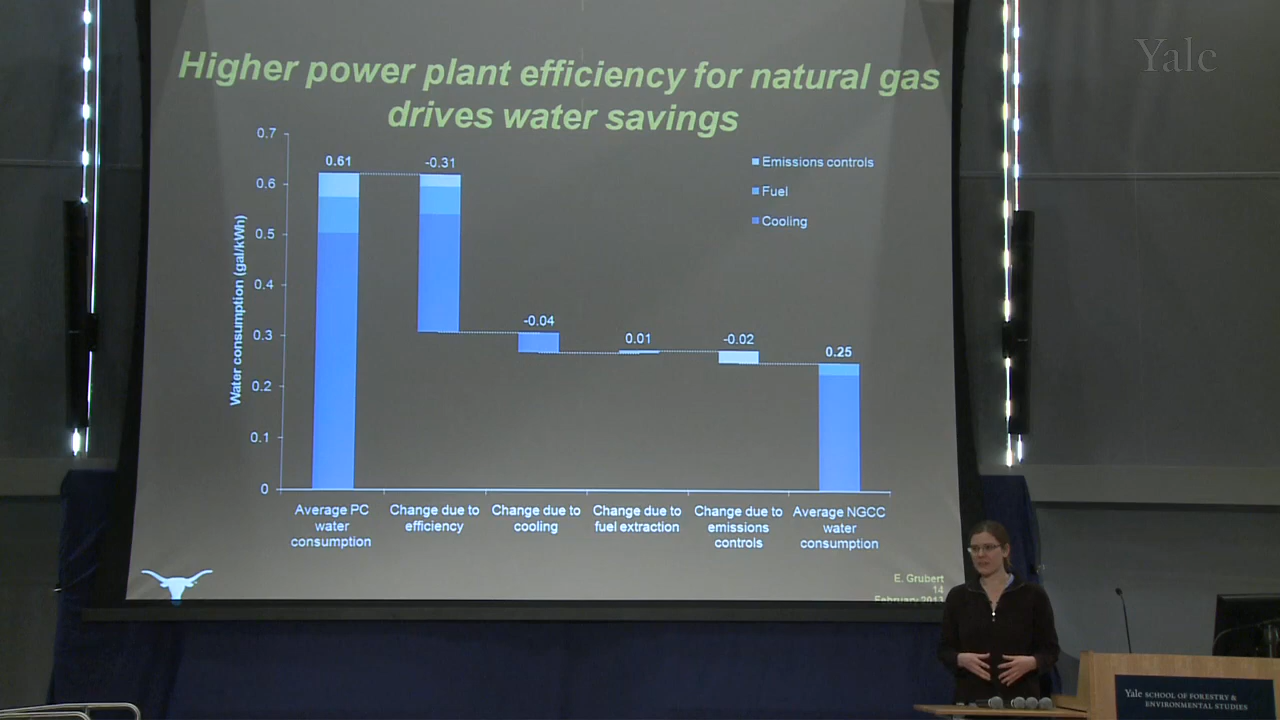 Yale
Higher power plant efficiency for natural gas
drives water savings
0.7
0.6
0.5
0.4
0.3
0.2
0.1
0
Water consumption (gal/kWh)
0.61
-0.31
-0.04
0.01
-0.02
0.25
Emissions controls
Fuel
Cooling
Average PC
water
consumption
Change due to
efficiency
Change due to
cooling
Change due to
fuel extraction
Change due to
emissions
controls
Average NGCC
water
consumption
E. Grubert
14
February 2013
Yale SCHOOL OF FORESTRY &
ENVIRONMENTAL STUDIES